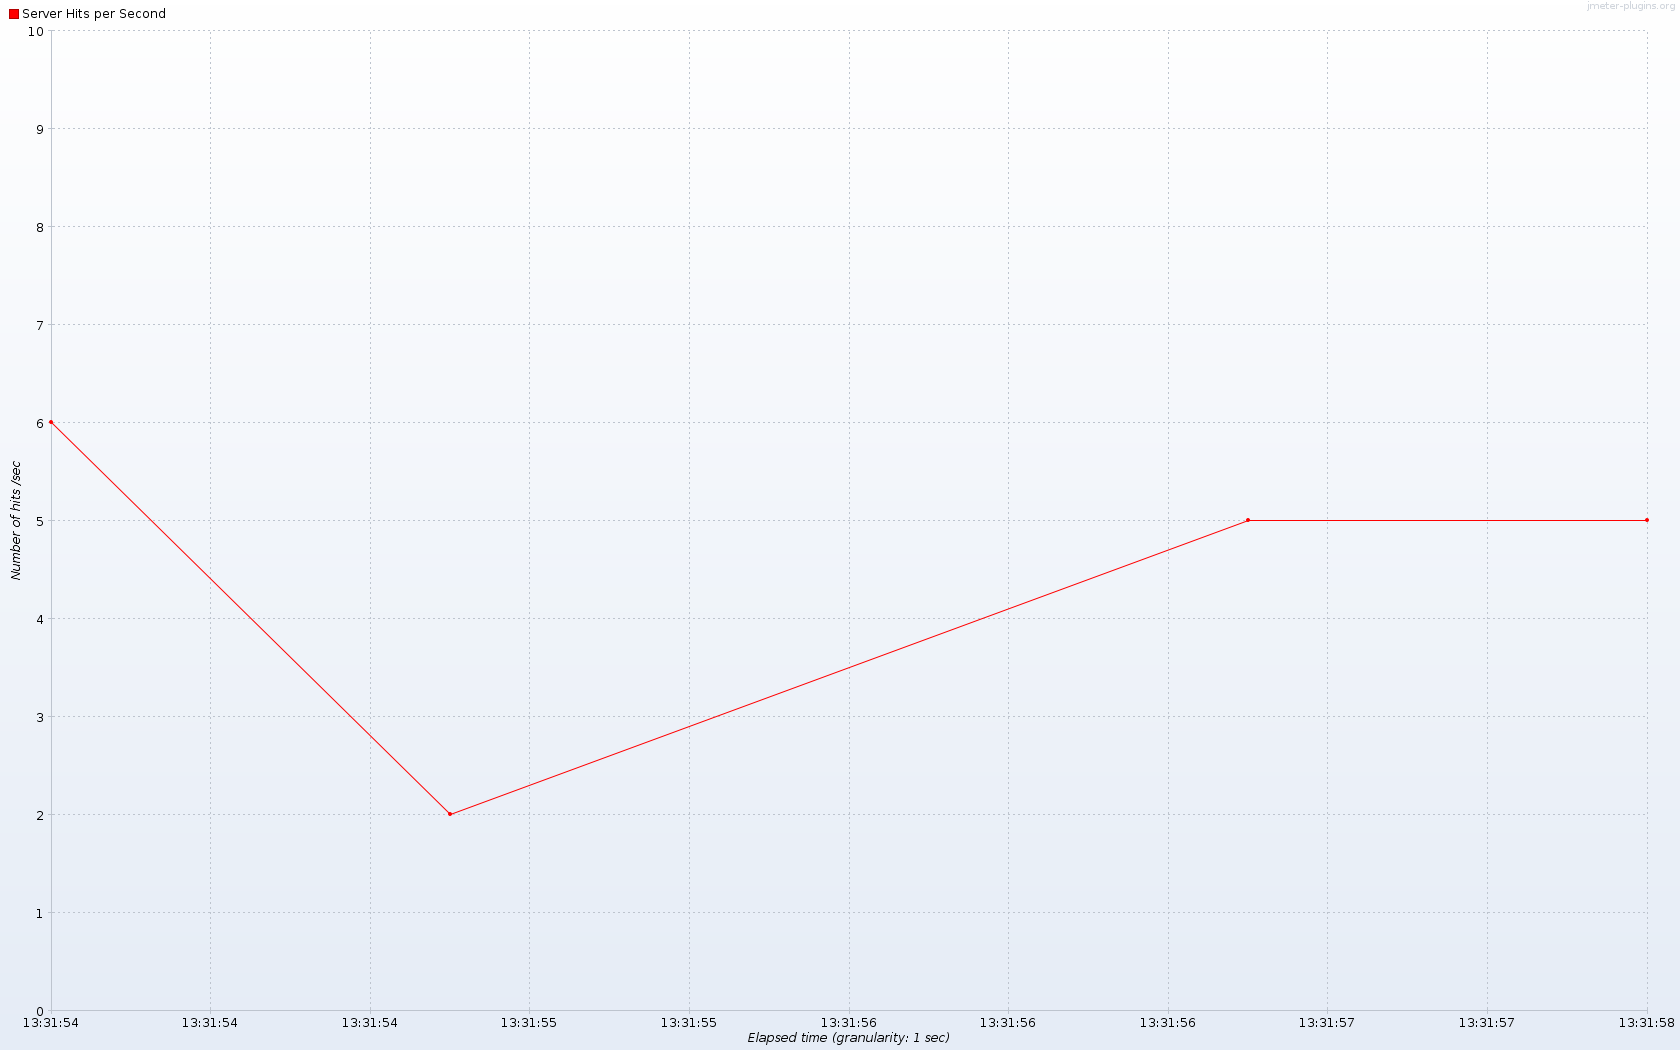 Server Hits per Second
jmeter-plugins.org
10
9
8
7
6
5
4
3
2
1
0
Number of hits /sec
13:31:54 13:31:54 13:31:54 13:31:55 13:31:55 13:31:56 13:31:56 13:31:56 13:31:57 13:31:57 13:31:58
Elapsed time (granularity: 1 sec)